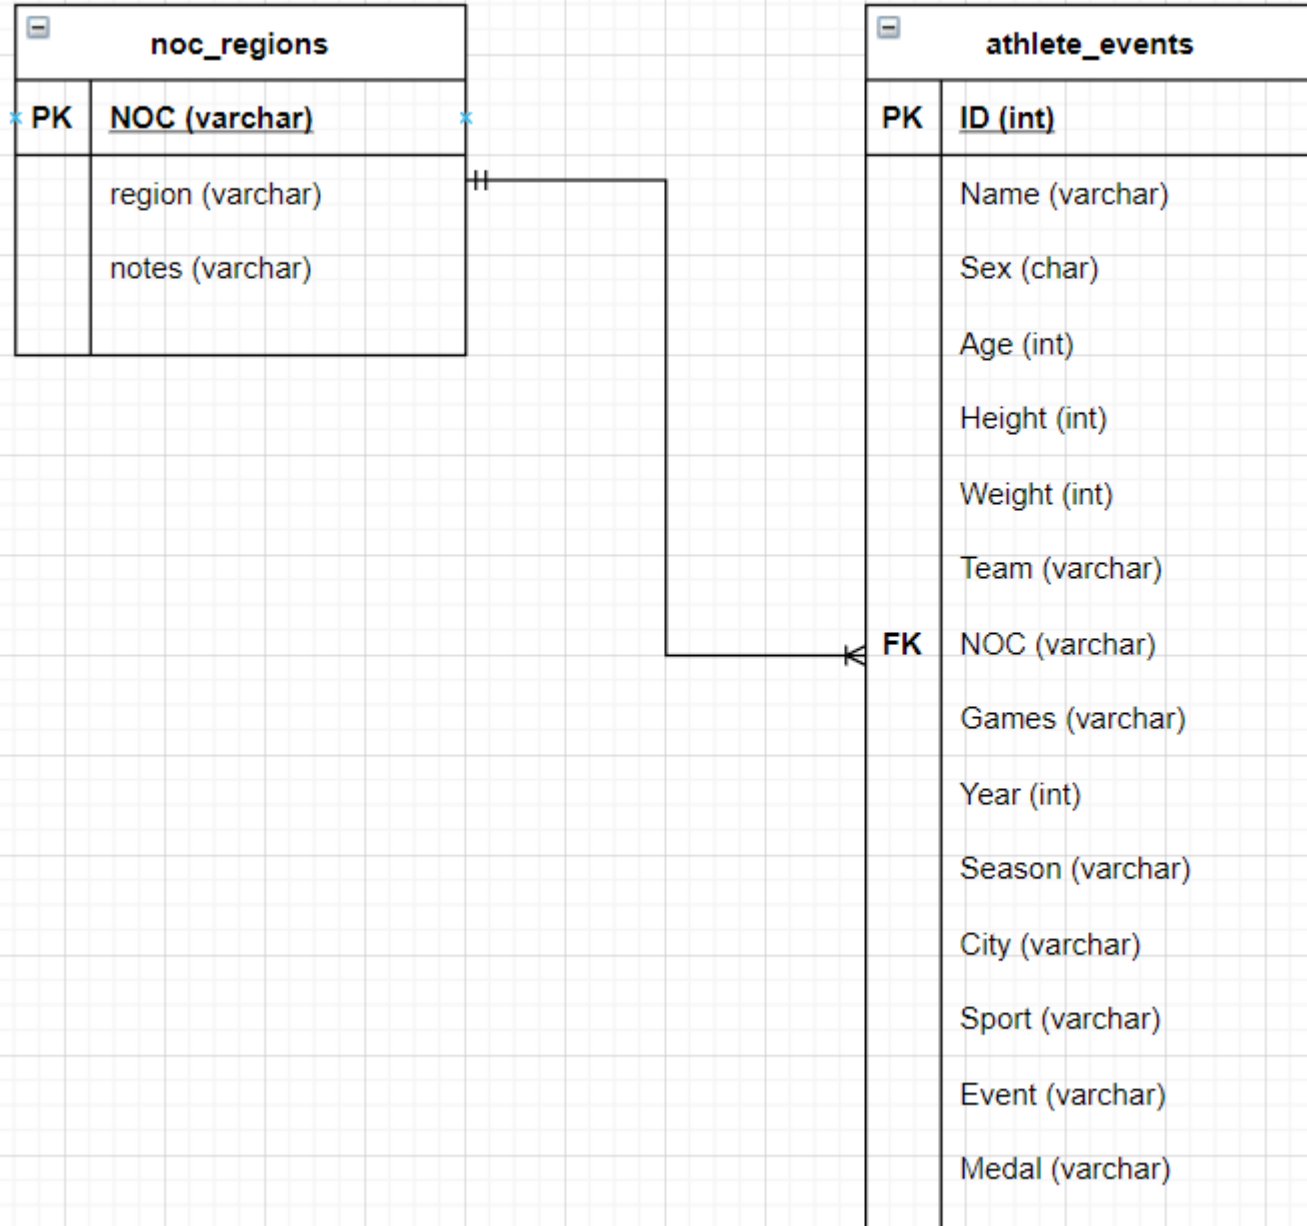 noc_regions
PK NOC (varchar)
region (varchar)
notes (varchar)
athlete_events
PK ID (int)
Name (varchar)
Sex (char)
Age (int)
Height (int)
Weight (int)
Team (varchar)
FK NOC (varchar)
Games (varchar)
Year (int)
Season (varchar)
City (varchar)
Sport (varchar)
Event (varchar)
Medal (varchar)